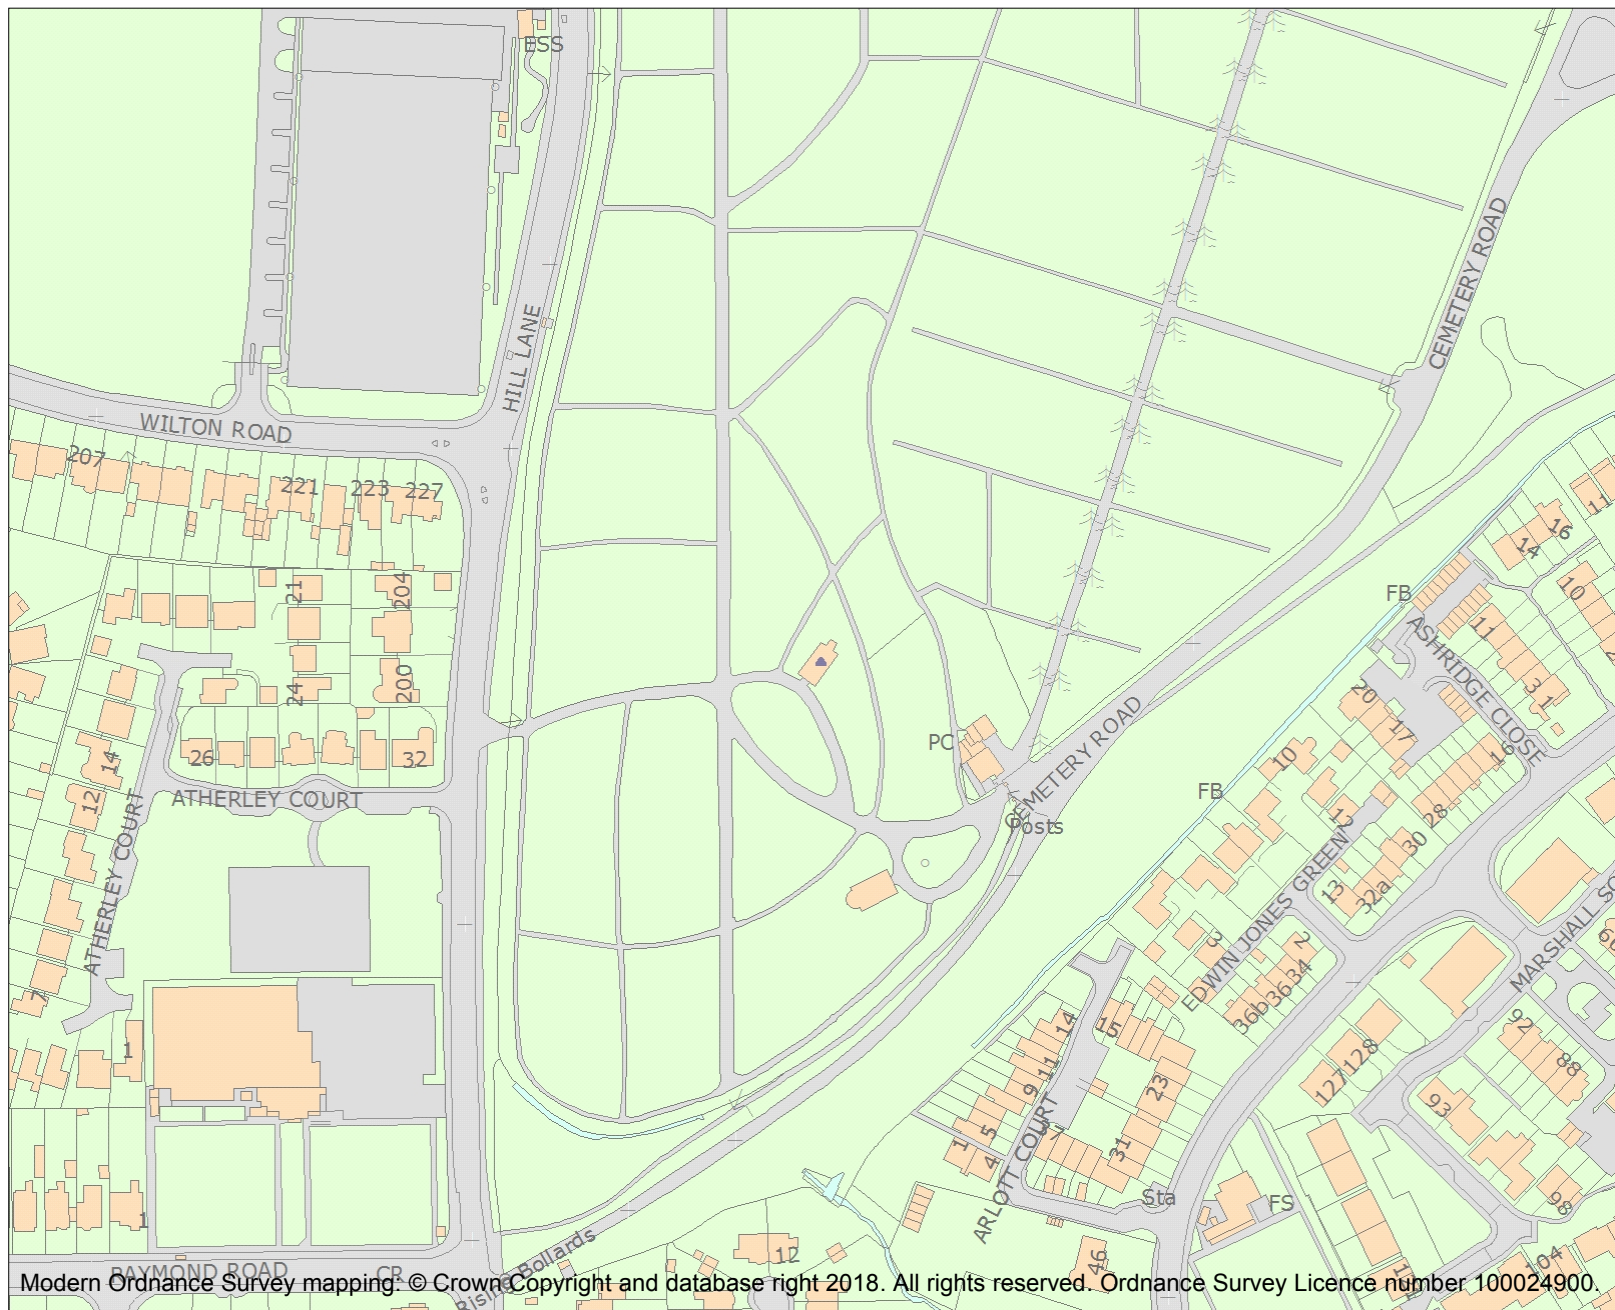 ESS
CEMETERY ROAD
HILL LANE
WILTON ROAD
207
221
223
227
21
204
24
200
26
32
14
12
ATHERLEY COURT
ATHERLEY COURT
7
1
1
RAYMOND ROAD
CR
PC
CEMETERY ROAD
Posts
FB
FB
11
16
14
10
11
3
1
ASHRIDGE CLOSE
20
17
16
10
12
28
30
13
32a
EDWIN JONES GREEN
3
2
34
36
36b
MARSHALL
92
88
128
127
93
98
104
14
15
11
9
5
1
4
37
31
23
ARLOTT COURT
Sta
FS
46
12
Rising Bollards
Modern Ordnance Survey mapping: © Crown Copyright and database right 2018. All rights reserved. Ordnance Survey Licence number 100024900.